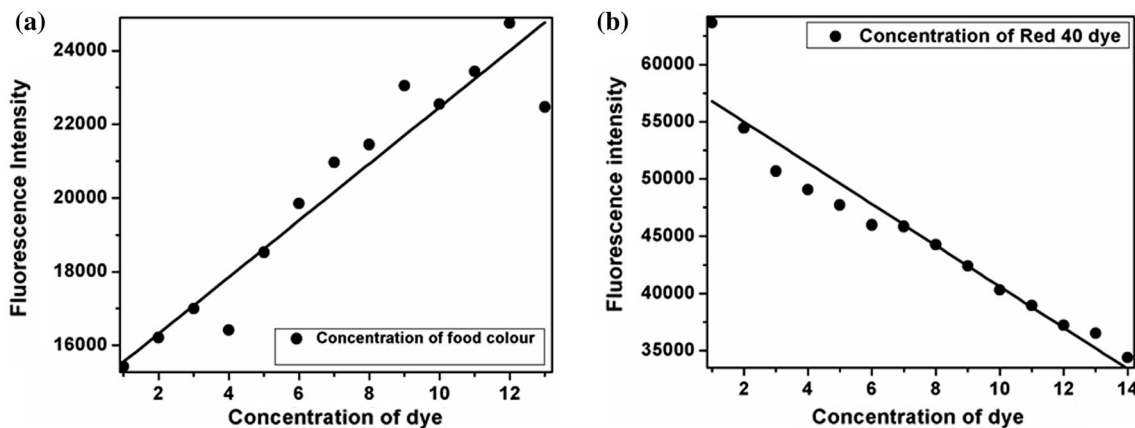 (a)
Fluorescence Intensity
24000
22000
20000
18000
16000
Concentration of food colour
2 4 6 8 10 12
Concentration of dye
(b)
Fluorescence intensity
Concentration of Red 40 dye
60000
55000
50000
45000
40000
35000
2 4 6 8 10 12 14
Concentration of dye